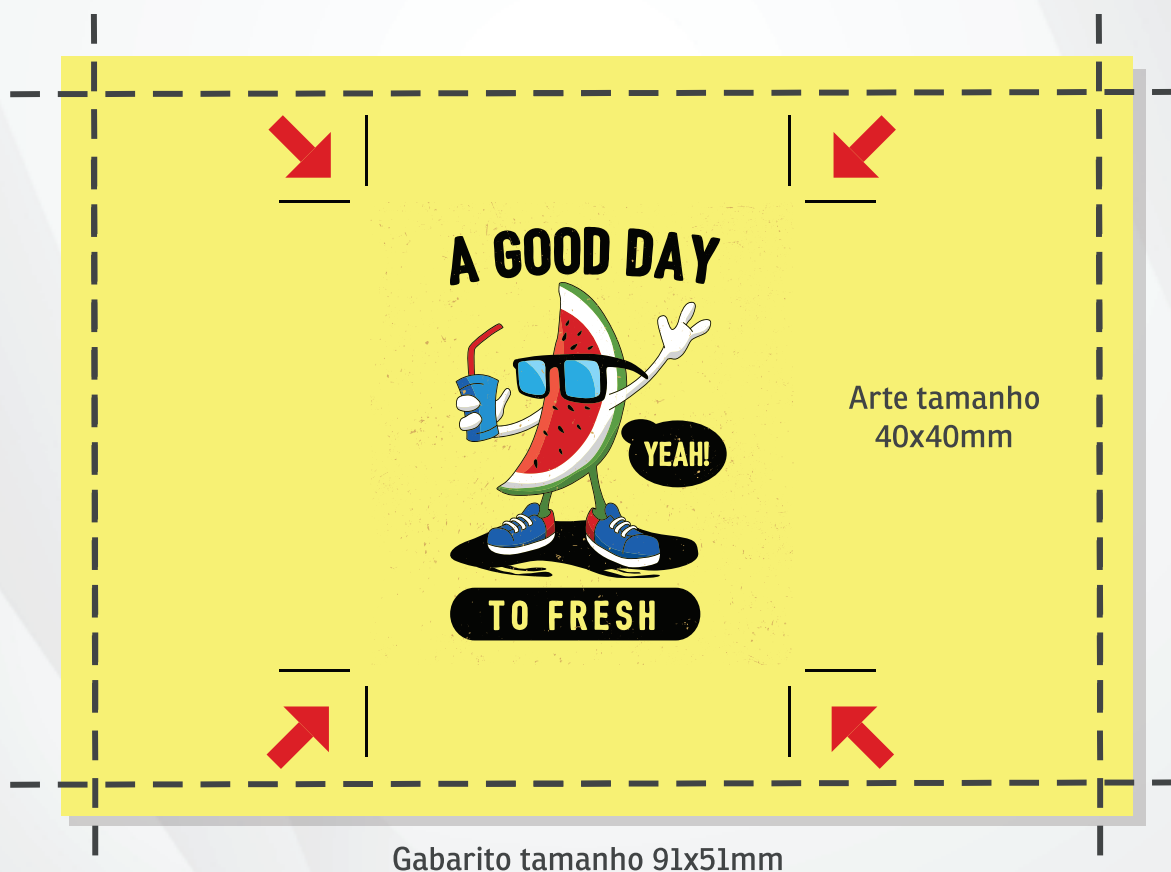 A GOOD DAY
YEAH!
TO FRESH
Arte tamanho
40x40mm
Gabarito tamanho 91x51mm